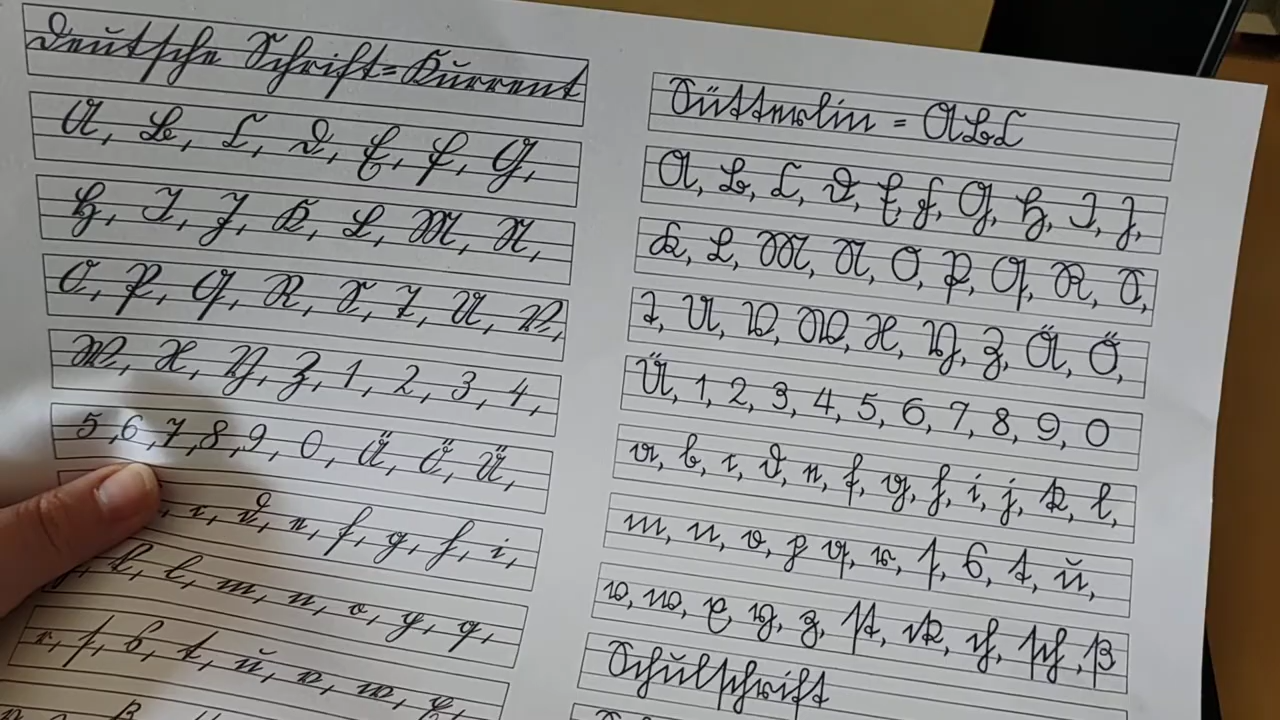 Deutsche Schrift=Kurrent
A, B, C, D, E, F, G,
H, I, J, K, L, M, N,
O, P, Q, R, S, T, U, V,
W, X, Y, Z, 1, 2, 3, 4,
5, 6, 7, 8, 9, 0, Ä, Ö, Ü,
, c, d, e, f, g, h, i,
k, l, m, n, o, p, q,
r, s, s, t, u, v, w, x,
Sütterlin = ABC
A, B, C, D, E, F, G, H, I, J,
K, L, M, N, O, P, Q, R, S,
T, U, V, W, X, Y, Z, Ä, Ö,
Ü, 1, 2, 3, 4, 5, 6, 7, 8, 9, 0
a, b, c, d, e, f, g, h, i, j, k, l,
m, n, o, p q, r, s, s, t, u,
v, w, x, y, z, st, ck, ch, sch, ß
Schulschrift